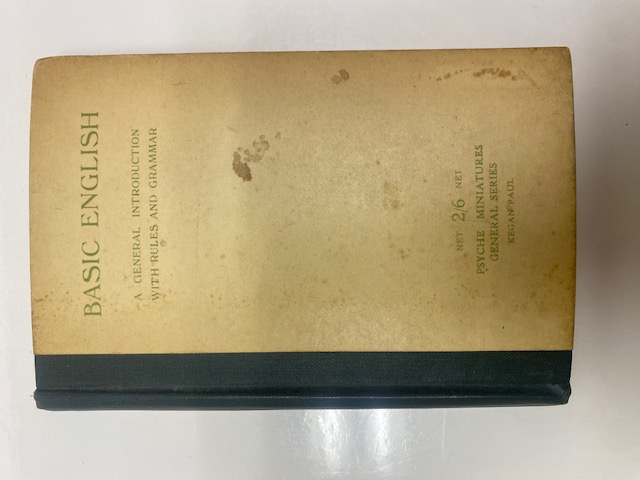 BASIC ENGLISH
A GENERAL INTRODUCTION
WITH RULES AND GRAMMAR
NET 2/6 NET
PSYCHE MINIATURES
GENERAL SERIES
KEGAN PAUL